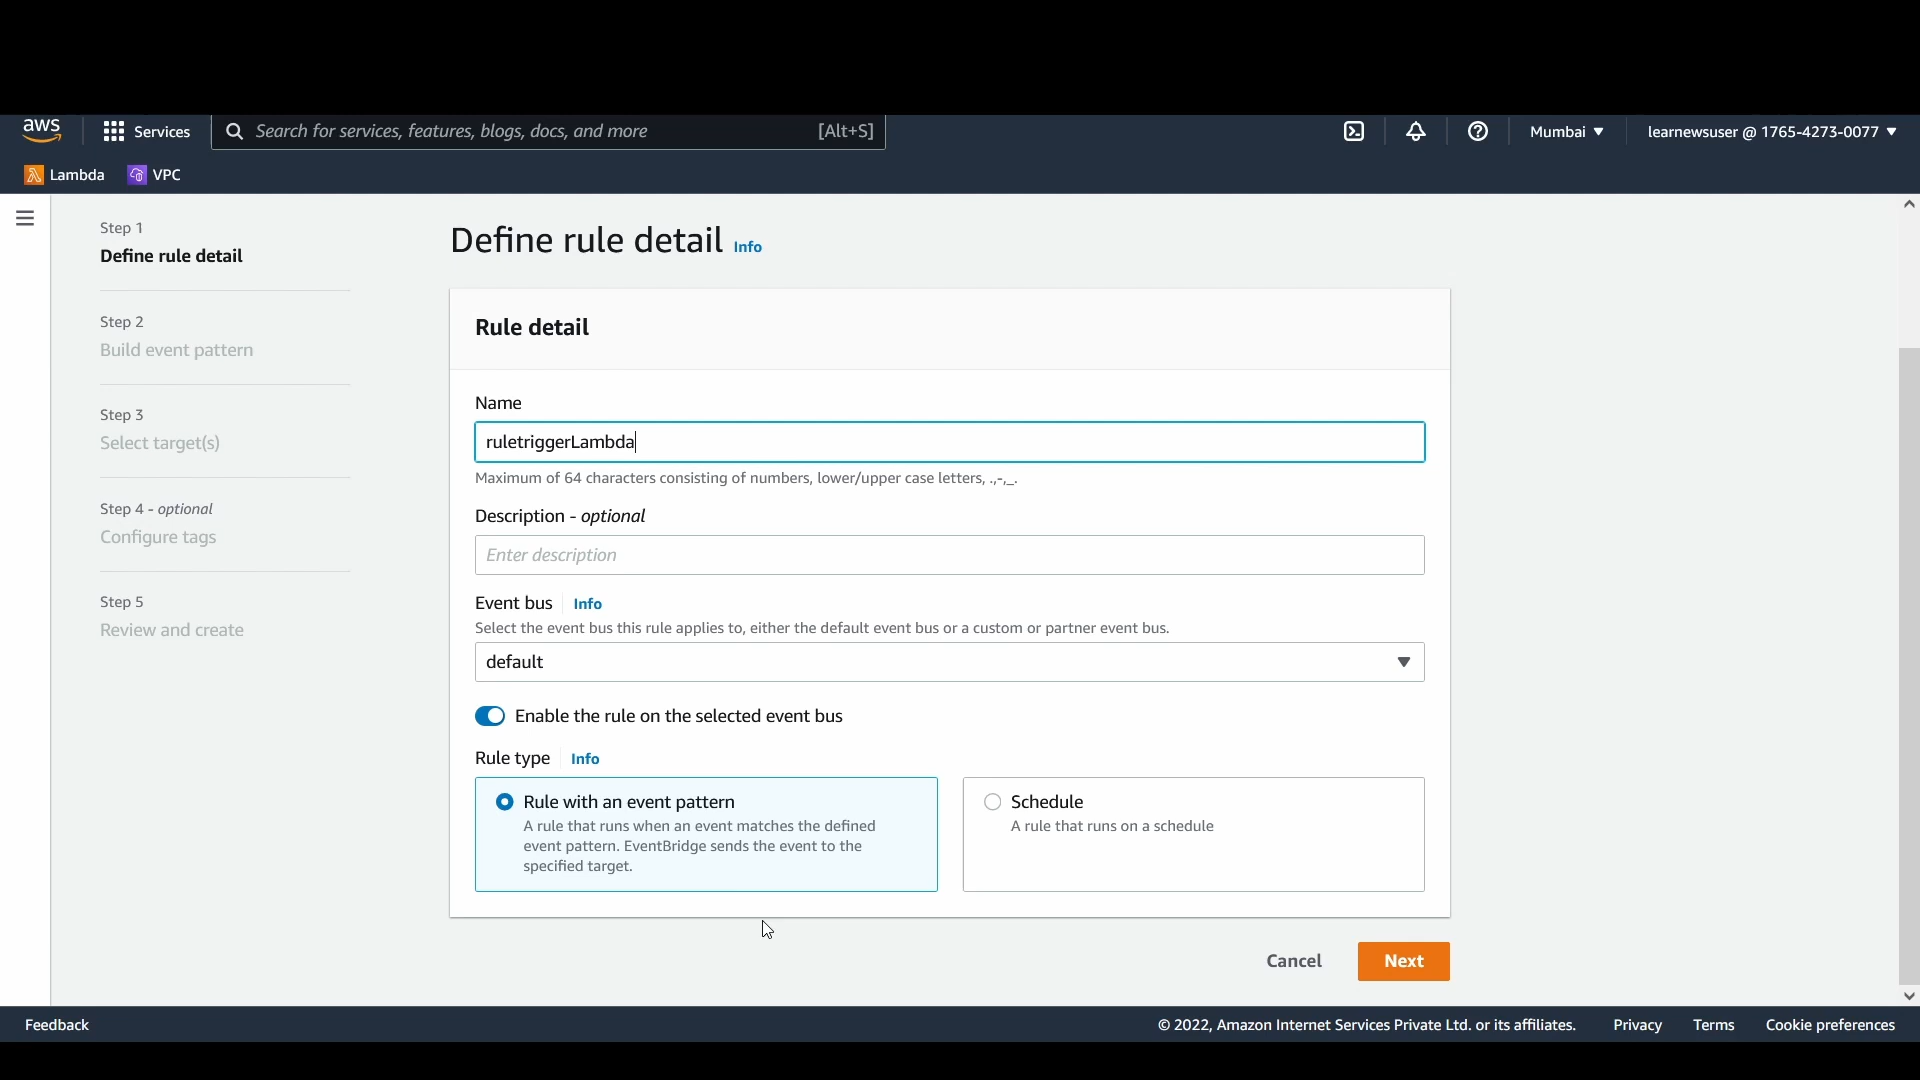 aws
Services
Search for services, features, blogs, docs, and more
[Alt+S]
Mumbai
learnewsuser @ 1765-4273-0077
Lambda
VPC
Step 1
Define rule detail
Step 2
Build event pattern
Step 3
Select target(s)
Step 4 - optional
Configure tags
Step 5
Review and create
Define rule detail Info
Rule detail
Name
ruletriggerLambda
Maximum of 64 characters consisting of numbers, lower/upper case letters, .,-,_.
Description - optional
Enter description
Event bus Info
Select the event bus this rule applies to, either the default event bus or a custom or partner event bus.
default
Enable the rule on the selected event bus
Rule type Info
Rule with an event pattern
A rule that runs when an event matches the defined
event pattern. EventBridge sends the event to the
specified target.
Schedule
A rule that runs on a schedule
Cancel
Next
Feedback
© 2022, Amazon Internet Services Private Ltd. or its affiliates.
Privacy
Terms
Cookie preferences